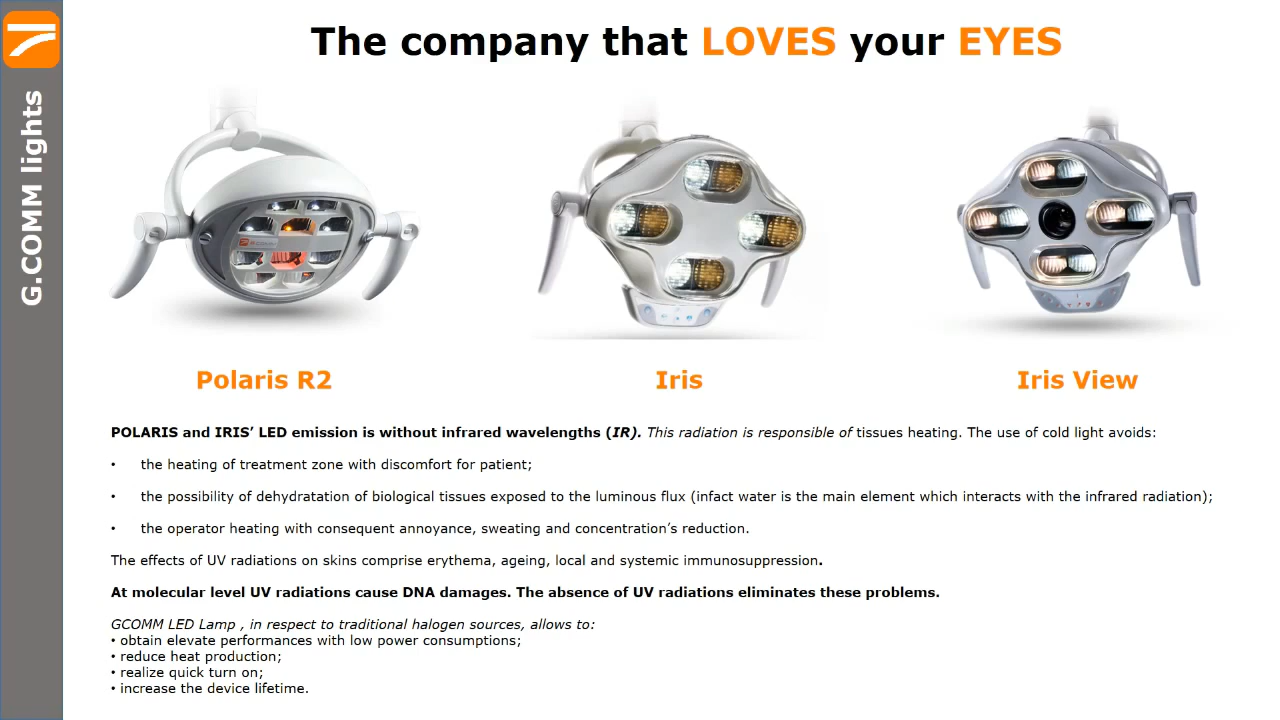 The company that LOVES your EYES
G.COMM lights
Polaris R2
Iris
Iris View
POLARIS and IRIS’ LED emission is without infrared wavelengths (IR). This radiation is responsible of tissues heating. The use of cold light avoids:
• the heating of treatment zone with discomfort for patient;
• the possibility of dehydratation of biological tissues exposed to the luminous flux (infact water is the main element which interacts with the infrared radiation);
• the operator heating with consequent annoyance, sweating and concentration’s reduction.
The effects of UV radiations on skins comprise erythema, ageing, local and systemic immunosuppression.
At molecular level UV radiations cause DNA damages. The absence of UV radiations eliminates these problems.
GCOMM LED Lamp , in respect to traditional halogen sources, allows to:
• obtain elevate performances with low power consumptions;
• reduce heat production;
• realize quick turn on;
• increase the device lifetime.